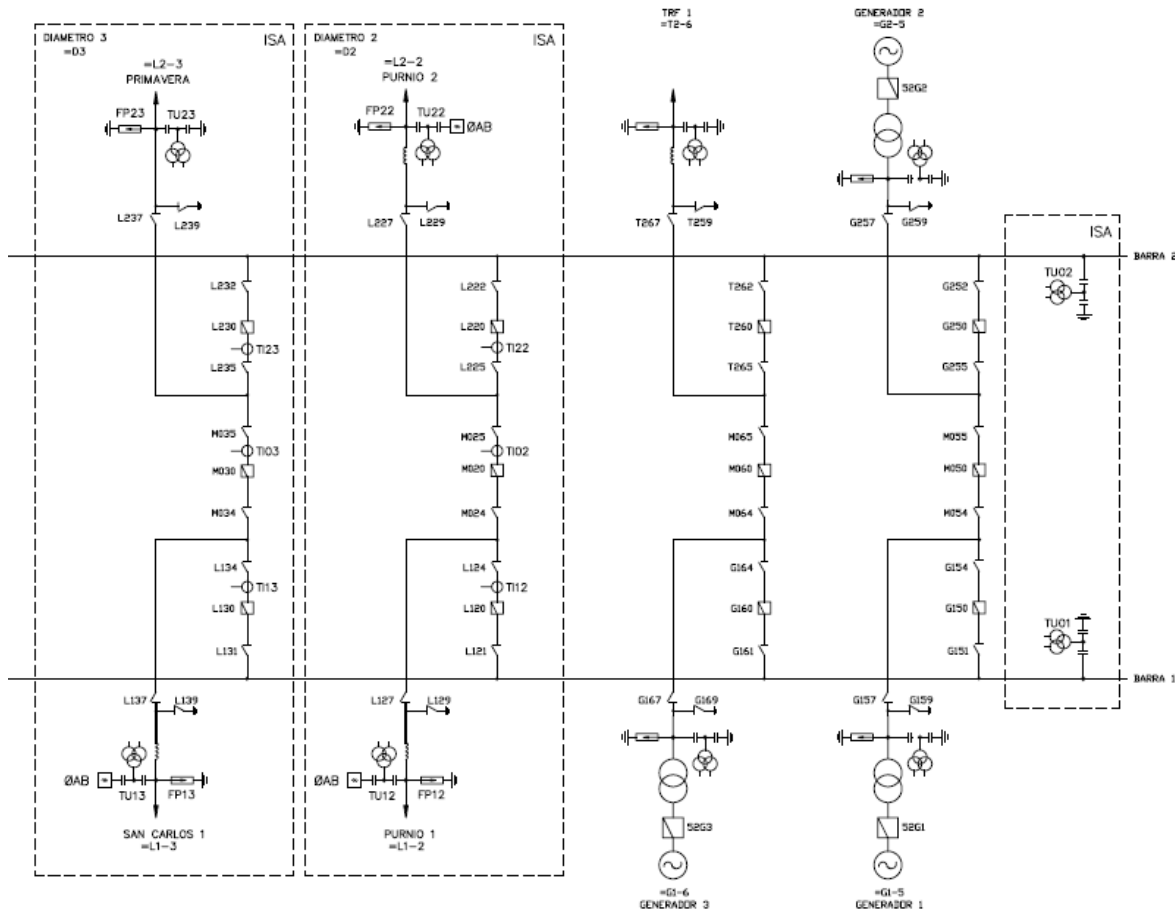 DIAMETRO 3
=D3
ISA
=L2-3
PRIMAVERA
FP23
TU23
L237
L239
L232
L230
TI23
L235
M035
TI03
M030
M034
L134
TI13
L130
L131
L137
L139
ØAB
TU13
FP13
SAN CARLOS 1
=L1-3
DIAMETRO 2
=D2
ISA
=L2-2
PURNIO 2
FP22
TU22
ØAB
L227
L229
L222
L220
TI22
L225
M025
TI02
M020
M024
L124
TI12
L120
L121
L127
L129
ØAB
TU12
FP12
PURNIO 1
=L1-2
TRF 1
=T2-6
T267
T259
T262
T260
T265
M065
M060
M064
G164
G160
G161
G167
G169
52G3
=G1-6
GENERADOR 3
GENERADOR 2
=G2-5
52G2
G257
G259
G252
G250
G255
M055
M050
M054
G154
G150
G151
G157
G159
52G1
=G1-5
GENERADOR 1
ISA
BARRA 2
TU02
TU01
BARRA 1